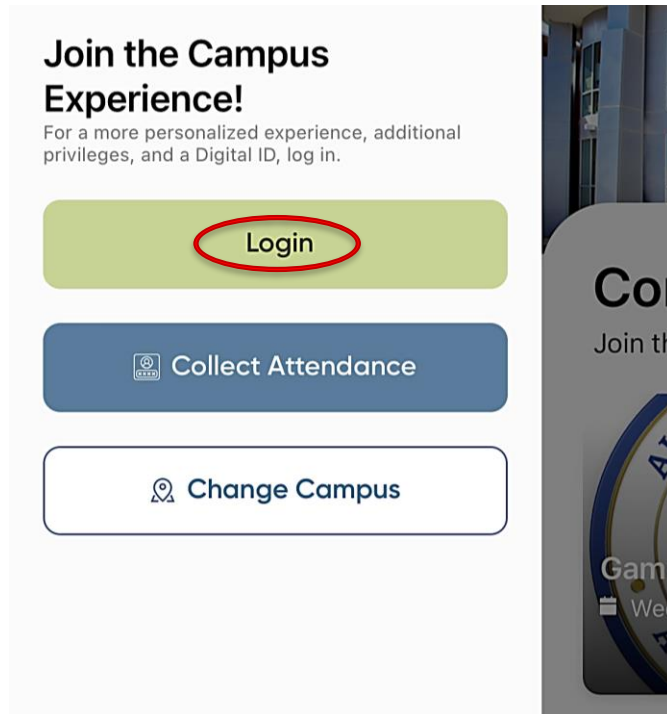 Join the Campus
Experience!
For a more personalized experience, additional
privileges, and a Digital ID, log in.
Login
Collect Attendance
Change Campus
Join